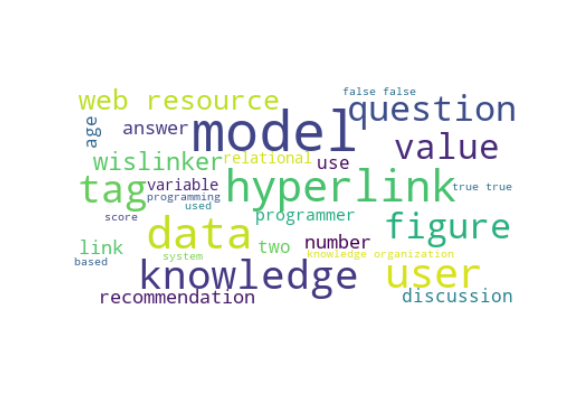 false false
web resource
question
model
age
answer
value
wislinker
relational
use
tag
variable
hyperlink
true true
programming
used
score
programmer
figure
data
link
two
number
system
knowledge organization
based
knowledge
user
recommendation
discussion